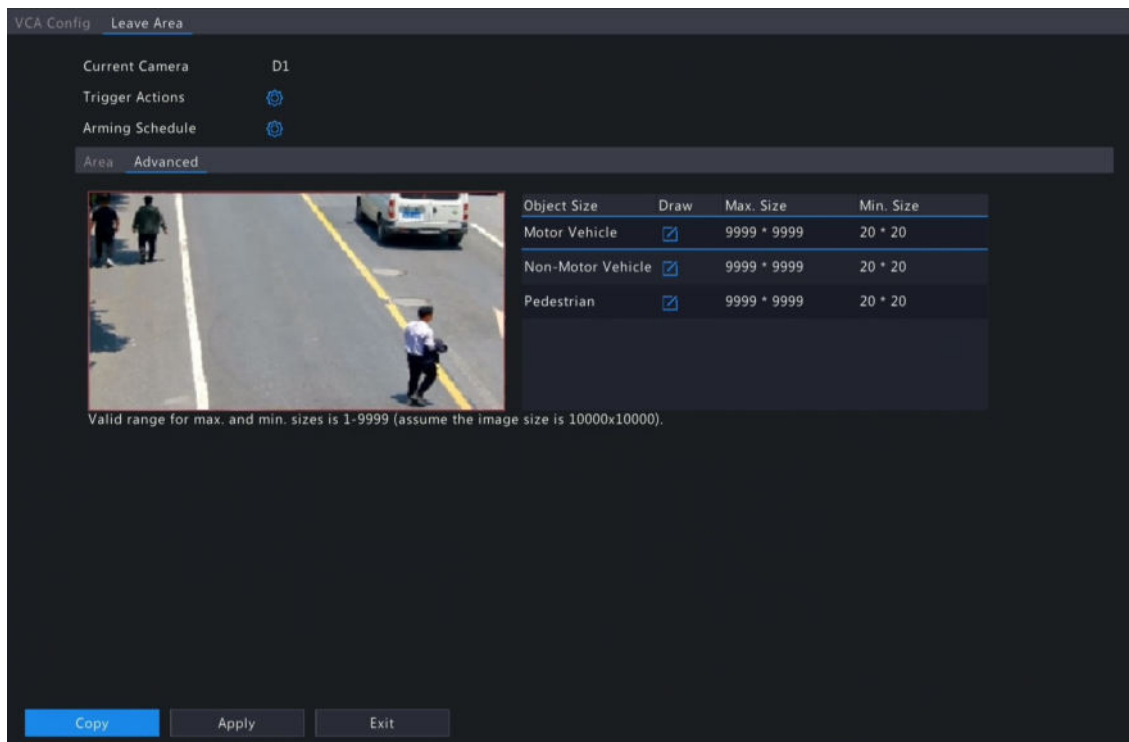 VCA Config Leave Area
Current Camera D1
Trigger Actions
Arming Schedule
Area Advanced
Object Size Draw Max. Size Min. Size
Motor Vehicle 9999 * 9999 20 * 20
Non-Motor Vehicle 9999 * 9999 20 * 20
Pedestrian 9999 * 9999 20 * 20
Valid range for max. and min. sizes is 1-9999 (assume the image size is 10000x10000).
Copy Apply Exit